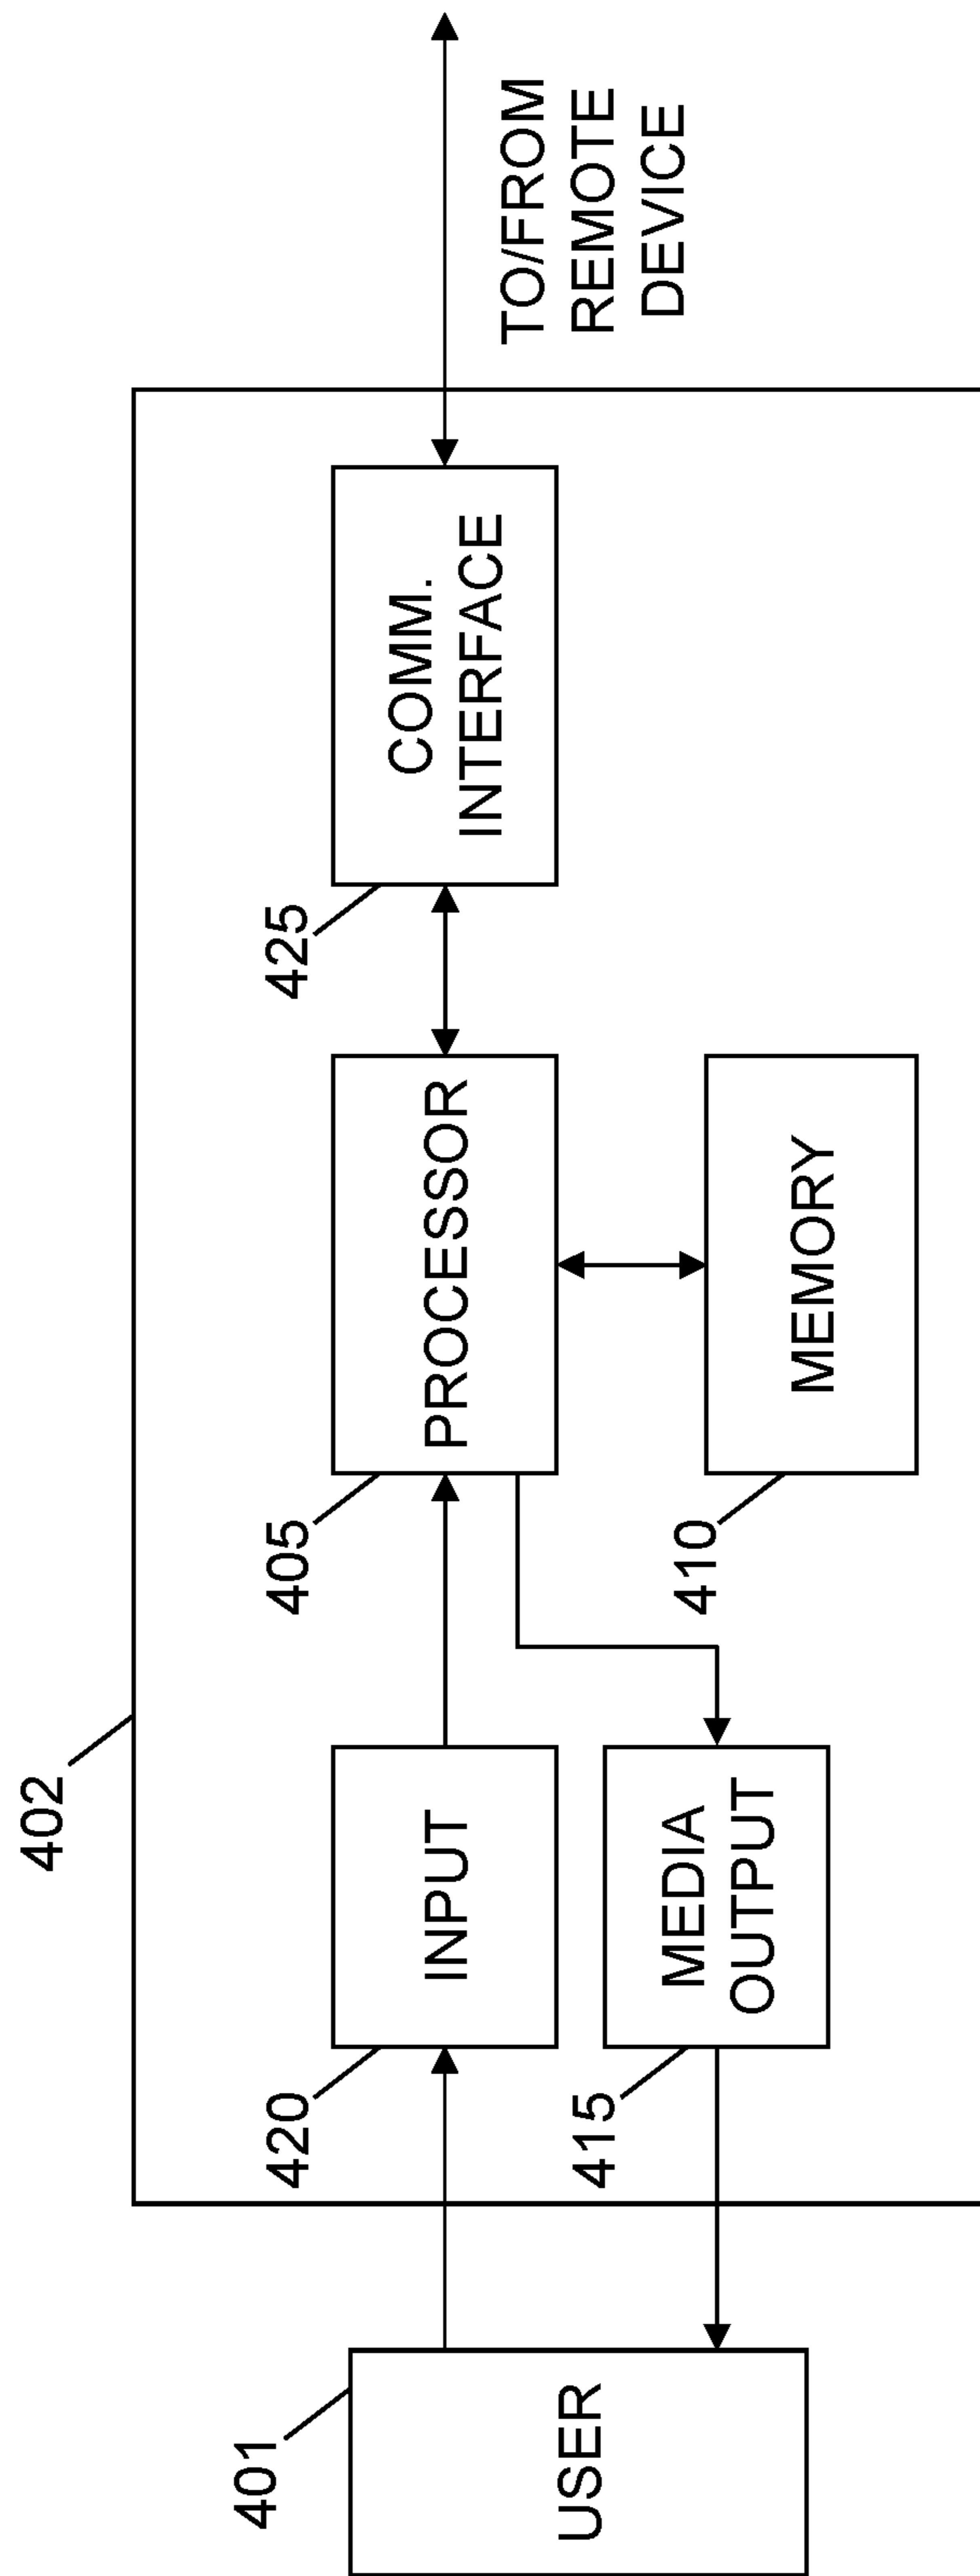 402
401
USER
420
INPUT
415
MEDIA
OUTPUT
405
PROCESSOR
410
MEMORY
425
COMM.
INTERFACE
TO/FROM
REMOTE
DEVICE